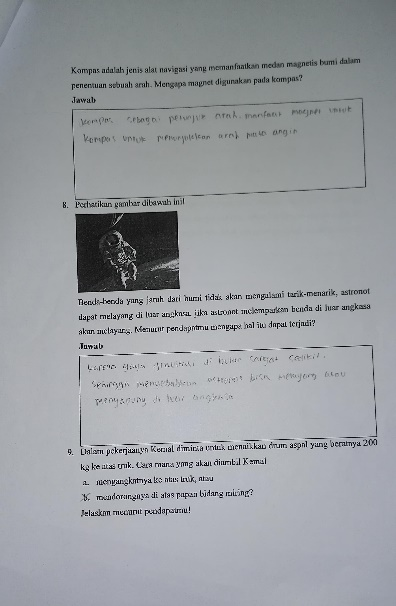 Kompas adalah jenis alat navigasi yang memanfaatkan medan magnetis bumi dalam
penentuan sebuah arah. Mengapa magnet digunakan pada kompas?
Jawab
kompas sebagai petunjuk arah. manfaat magnet untuk
kompas untuk menunjukkan arah mata angin
8. Perhatikan gambar dibawah ini!
Benda-benda yang jauh dari bumi tidak akan mengalami tarik-menarik, astronot
dapat melayang di luar angkasa. jika astronot melemparkan benda di luar angkasa
akan melayang. Menurut pendapatmu mengapa hal itu dapat terjadi?
Jawab
karena gaya gravitasi di bulan sangat
sehingga menyebabkan astronot bisa melayang atau
di luar angkasa
9. Dalam pekerjaanya Kemal diminta untuk menaikkan drum aspal yang beratnya 200
kg ke atas truk. Cara mana yang akan diambil Kemal
a. mengangkatnya ke atas truk, atau
b. mendorongnya di atas papan bidang miring?
Jelaskan menurut pendapatmu!